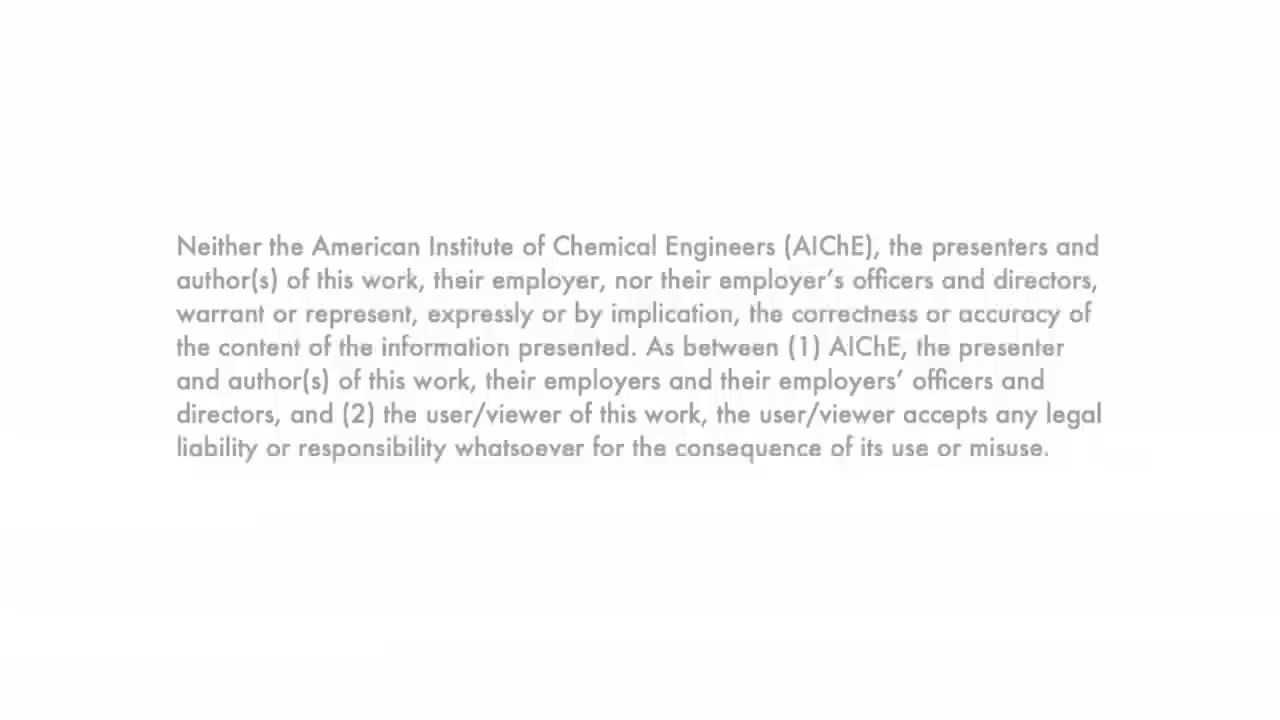 Neither the American Institute of Chemical Engineers (AIChE), the presenters and
author(s) of this work, their employer, nor their employer’s officers and directors,
warrant or represent, expressly or by implication, the correctness or accuracy of
the content of the information presented. As between (1) AIChE, the presenter
and author(s) of this work, their employers and their employers’ officers and
directors, and (2) the user/viewer of this work, the user/viewer accepts any legal
liability or responsibility whatsoever for the consequence of its use or misuse.